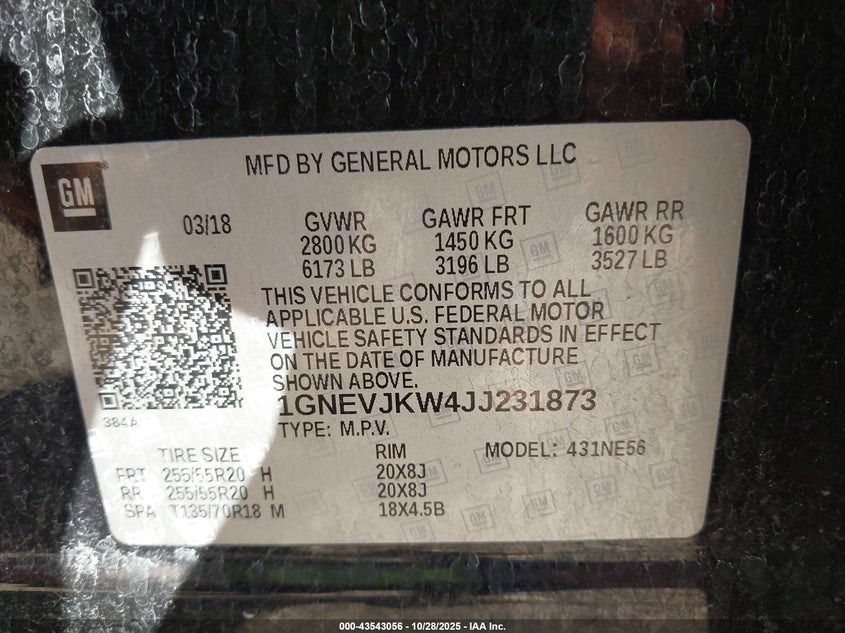 GM
MFD BY GENERAL MOTORS LLC
03/18
GVWR GAWR FRT GAWR RR
2800 KG 1450 KG 1600 KG
6173 LB 3196 LB 3527 LB
THIS VEHICLE CONFORMS TO ALL
APPLICABLE U.S. FEDERAL MOTOR
VEHICLE SAFETY STANDARDS IN EFFECT
ON THE DATE OF MANUFACTURE
SHOWN ABOVE.
1GNEVJKW4JJ231873
384A
TYPE: M.P.V.
TIRE SIZE RIM MODEL: 431NE56
FRT 255/55R20 H 20X8J
RR 255/55R20 H 20X8J
SPA T135/70R18 M 18X4.5B
000-43543056 - 10/28/2025 - IAA Inc.